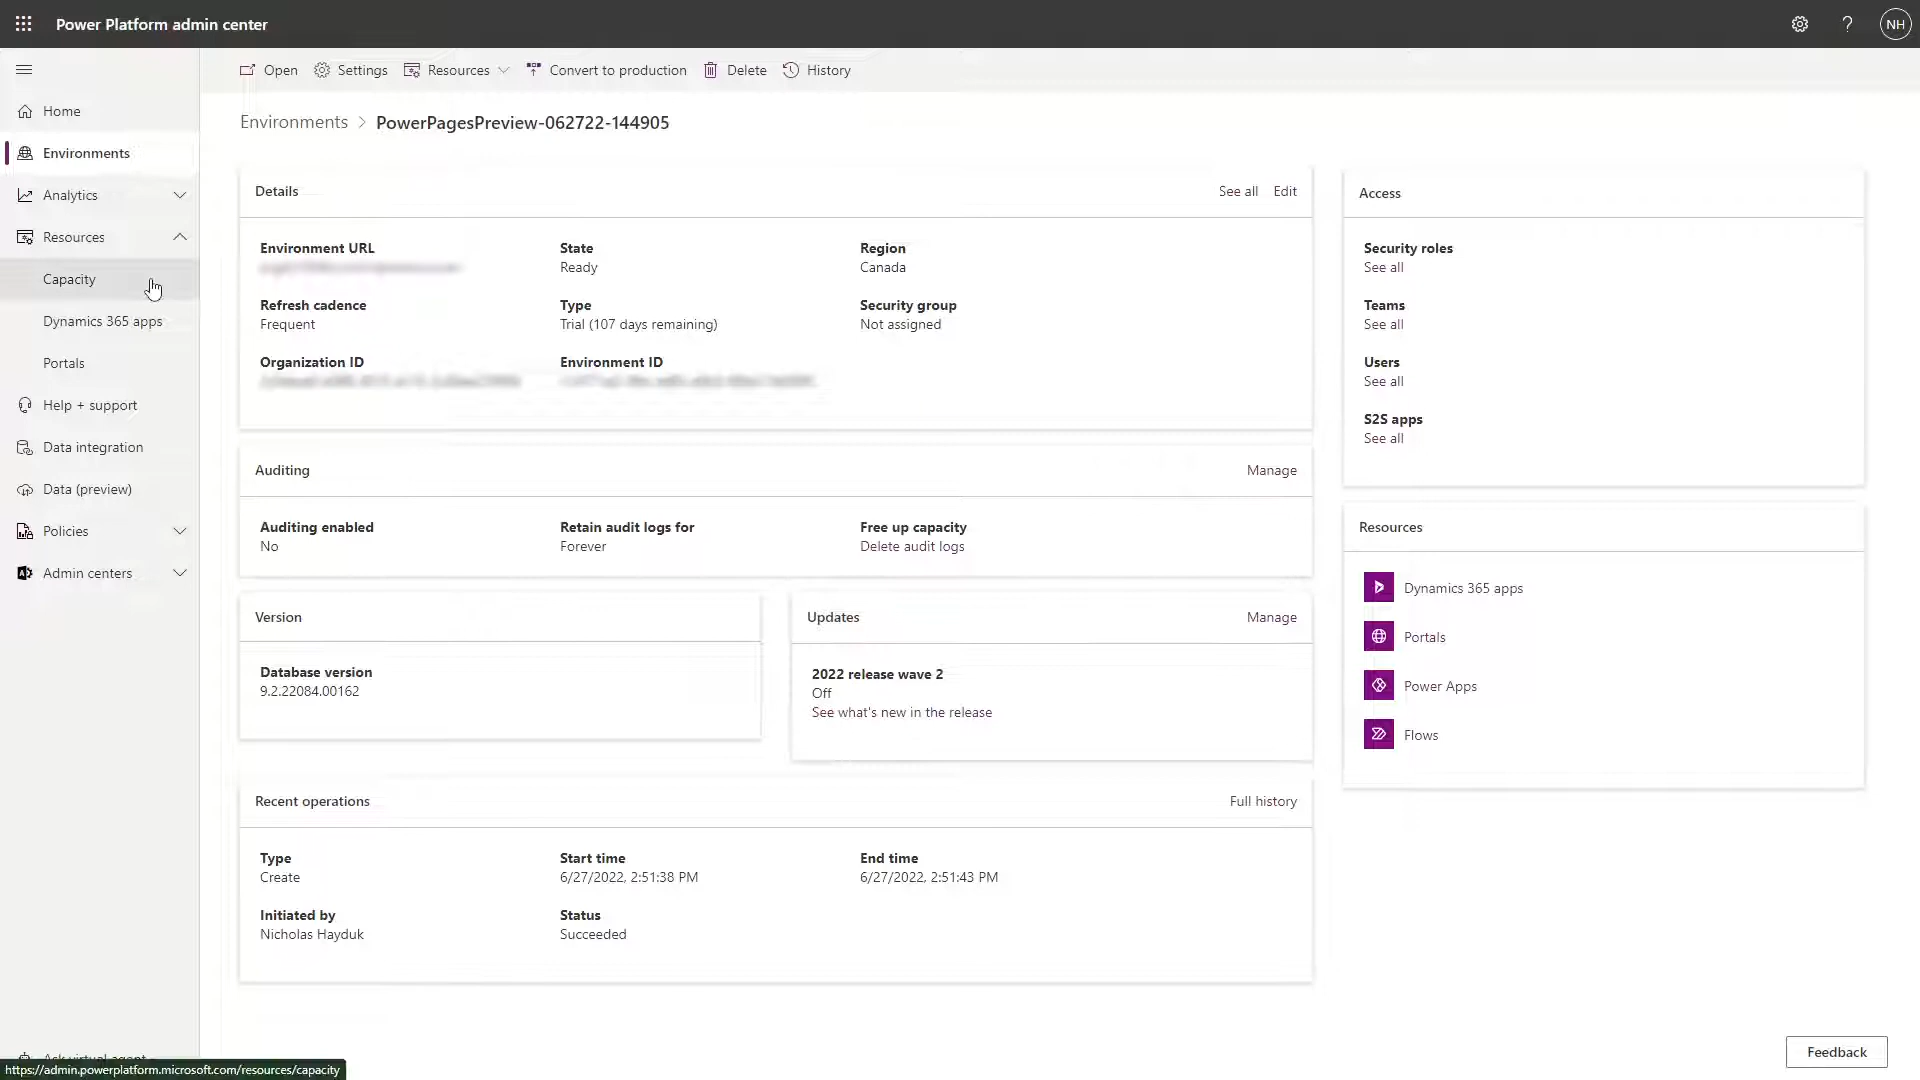 Power Platform admin center
NH
Open
Settings
Resources
Convert to production
Delete
History
Home
Environments
Analytics
Resources
Capacity
Dynamics 365 apps
Portals
Help + support
Data integration
Data (preview)
Policies
Admin centers
Ask virtual agent
https://admin.powerplatform.microsoft.com/resources/capacity
Environments > PowerPagesPreview-062722-144905
Details
See all
Edit
Environment URL
State
Ready
Region
Canada
Refresh cadence
Frequent
Type
Trial (107 days remaining)
Security group
Not assigned
Organization ID
Environment ID
Auditing
Manage
Auditing enabled
No
Retain audit logs for
Forever
Free up capacity
Delete audit logs
Version
Database version
9.2.22084.00162
Updates
Manage
2022 release wave 2
Off
See what's new in the release
Recent operations
Full history
Type
Create
Start time
6/27/2022, 2:51:38 PM
End time
6/27/2022, 2:51:43 PM
Initiated by
Nicholas Hayduk
Status
Succeeded
Access
Security roles
See all
Teams
See all
Users
See all
S2S apps
See all
Resources
Dynamics 365 apps
Portals
Power Apps
Flows
Feedback